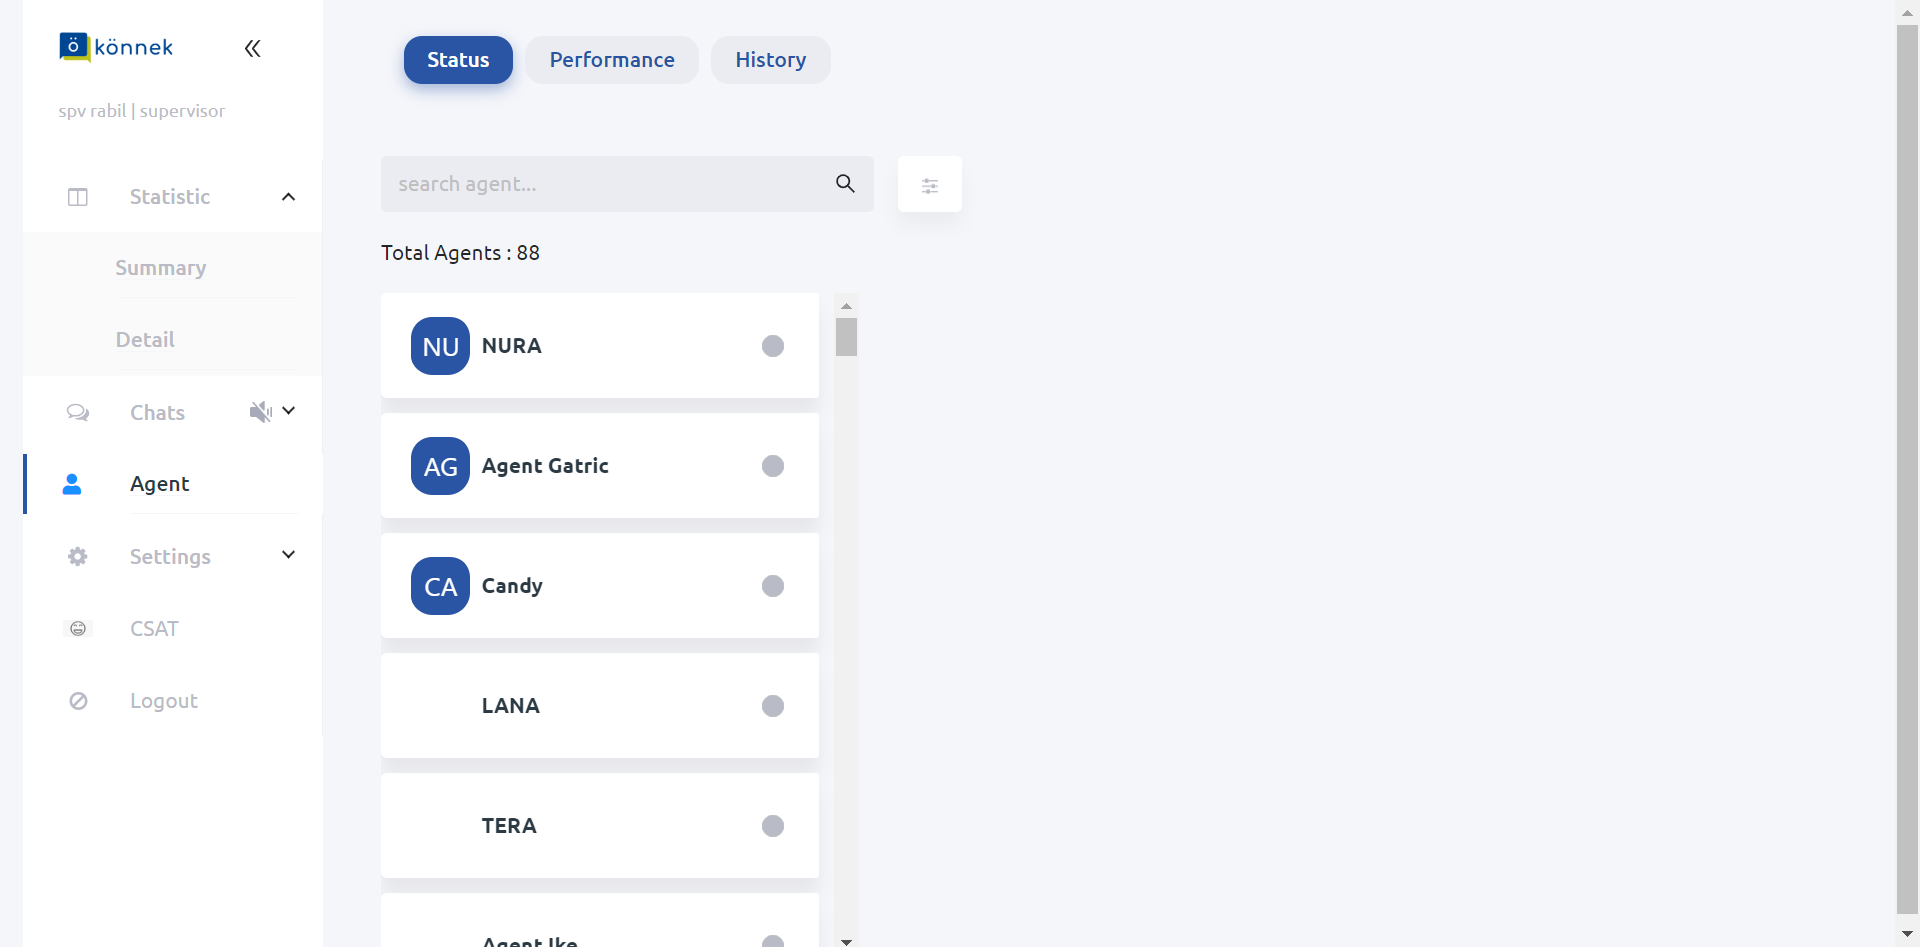 ö könnek
spv rabil | supervisor
Statistic
Summary
Detail
Chats
Agent
Settings
CSAT
Logout
Status
Performance
History
search agent...
Total Agents : 88
NU NURA
AG Agent Gatric
CA Candy
LANA
TERA
Agent Ike